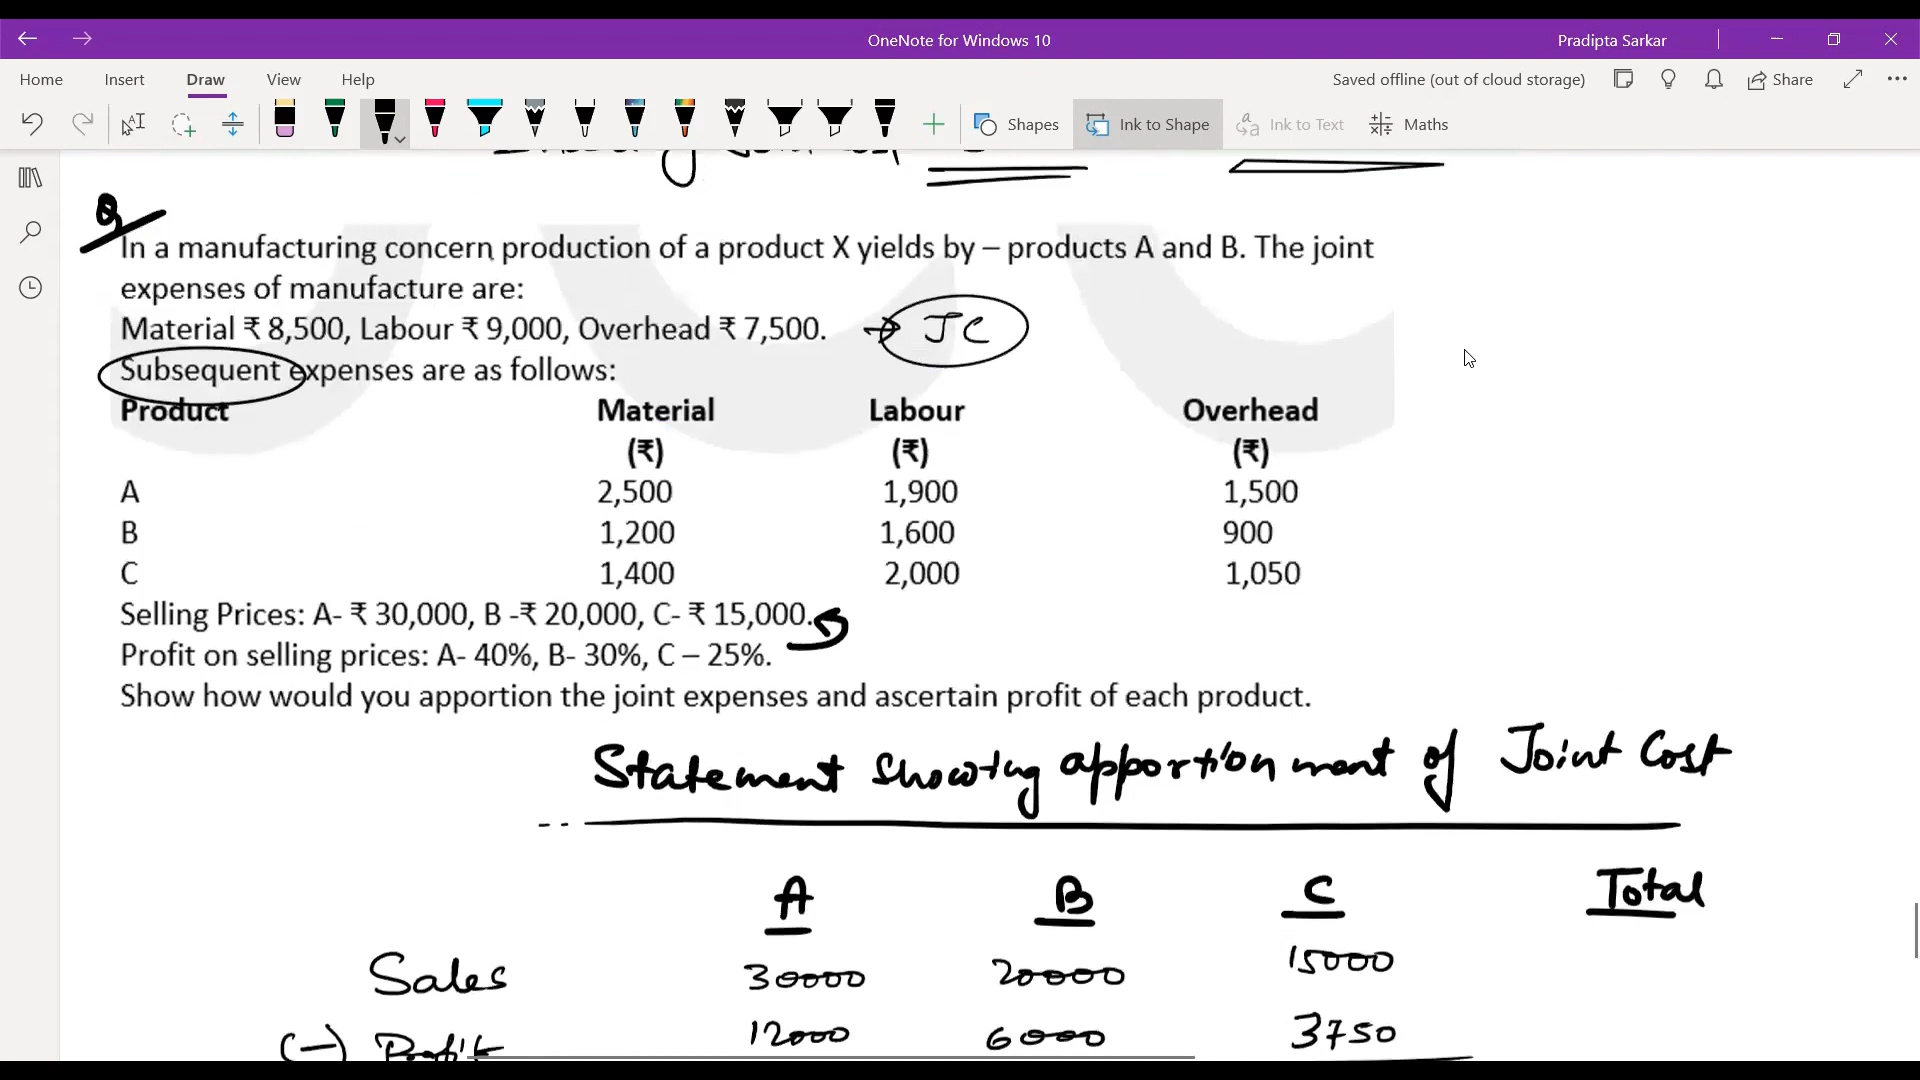 OneNote for Windows 10
Pradipta Sarkar
Home Insert Draw View Help
Saved offline (out of cloud storage) Share
Shapes Ink to Shape Ink to Text Maths
Q
In a manufacturing concern production of a product X yields by – products A and B. The joint
expenses of manufacture are:
Material ₹ 8,500, Labour ₹ 9,000, Overhead ₹ 7,500. → JC
Subsequent expenses are as follows:
Product Material Labour Overhead
(₹) (₹) (₹)
A 2,500 1,900 1,500
B 1,200 1,600 900
C 1,400 2,000 1,050
Selling Prices: A- ₹ 30,000, B -₹ 20,000, C- ₹ 15,000.
Profit on selling prices: A- 40%, B- 30%, C – 25%.
Show how would you apportion the joint expenses and ascertain profit of each product.
Statement showing apportionment of Joint Cost
A B C Total
Sales 30000 20000 15000
(-) Profit 12000 6000 3750